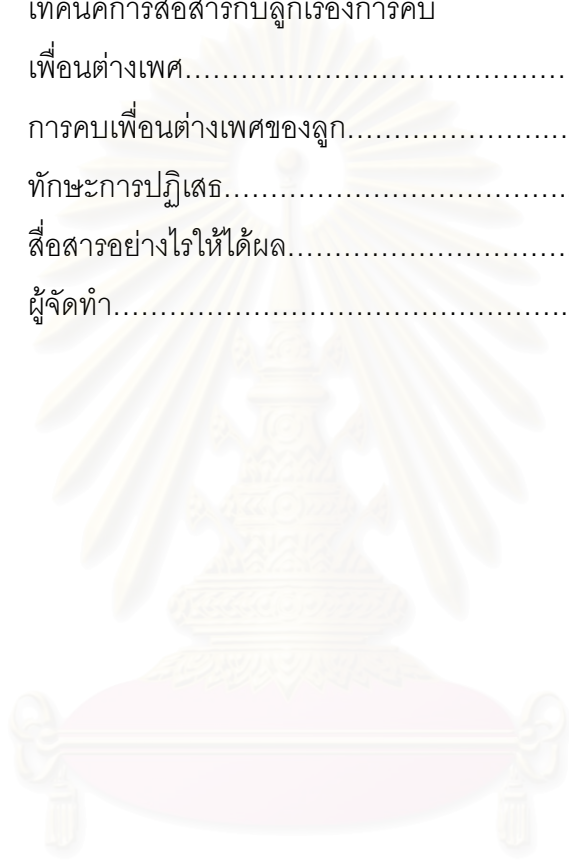 เทคนิคการสื่อสารกับลูกเรื่องการคบ
เพื่อนต่างเพศ.......................................
การคบเพื่อนต่างเพศของลูก........................
ทักษะการปฏิเสธ....................................
สื่อสารอย่างไรให้ได้ผล.............................
ผู้จัดทำ................................................